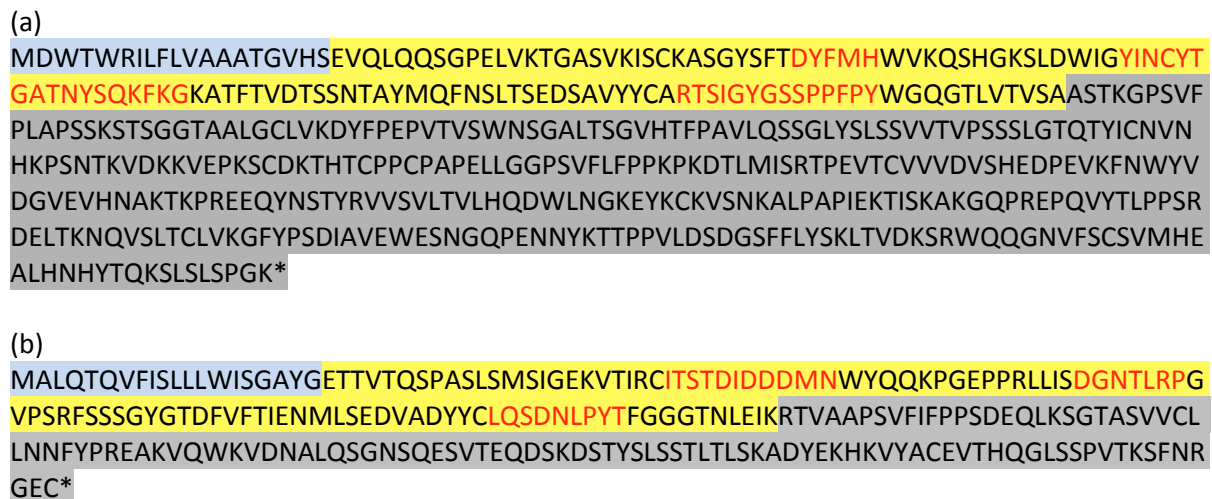 (a)
MDWTWRILFLVAAATGVHSEVQLQQSGPELVKTGASVKISCKASGYSFTDYFMHWVKQSHGKSLDWIGYINCYT
GATNYSQKFKGKATFTVDTSSNTAYMQFNSLTSEDSAVYYCARTSIGYGSSPPFPYWGQGTLVTVSAASTKGPSVF
PLAPSSKSTSGGTAALGCLVKDYFPEPVTVSWNSGALTSGVHTFPAVLQSSGLYSLSSVVTVPSSSLGTQTYICNVN
HKPSNTKVDKKVEPKSCDKTHTCPPCPAPELLGGPSVFLFPPKPKDTLMISRTPEVTCVVVDVSHEDPEVKFNWYV
DGVEVHNAKTKPREEQYNSTYRVVSVLTVLHQDWLNGKEYKCKVSNKALPAPIEKTISKAKGQPREPQVYTLPPSR
DELTKNQVSLTCLVKGFYPSDIAVEWESNGQPENNYKTTPPVLDSDGSFFLYSKLTVDKSRWQQGNVFSCSVMHE
ALHNHYTQKSLSLSPGK*
(b)
MALQTQVFISLLLWISGAYGETTVTQSPASLSMSIGEKVTIRCITSTDIDDDMNWYQQKPGEPPRLLISDGNTLRPG
VPSRFSSSGYGTDFVFTIENMLSEDVADYYCLQSDNLPYTFGGGTNLEIKRTVAAPSVFIFPPSDEQLKSGTASVVCL
LNNFYPREAKVQWKVDNALQSGNSQESVTEQDSKDSTYSLSSTLTLSKADYEKHKVYACEVTHQGLSSPVTKSFNR
GEC*